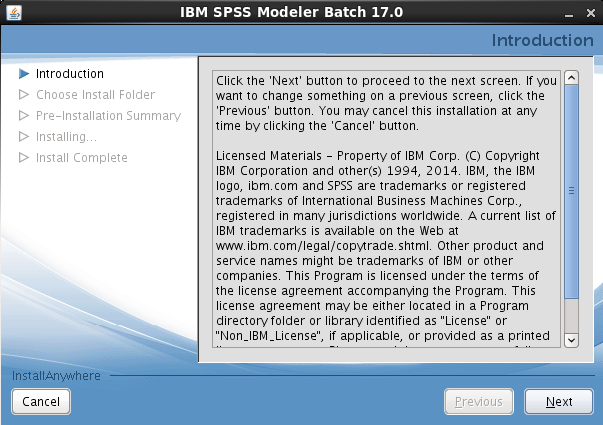 IBM SPSS Modeler Batch 17.0
Introduction
Introduction
Choose Install Folder
Pre-Installation Summary
Installing...
Install Complete
Click the 'Next' button to proceed to the next screen. If you
want to change something on a previous screen, click the
'Previous' button. You may cancel this installation at any
time by clicking the 'Cancel' button.
Licensed Materials - Property of IBM Corp. (C) Copyright
IBM Corporation and other(s) 1994, 2014. IBM, the IBM
logo, ibm.com and SPSS are trademarks or registered
trademarks of International Business Machines Corp.,
registered in many jurisdictions worldwide. A current list of
IBM trademarks is available on the Web at
www.ibm.com/legal/copytrade.shtml. Other product and
service names might be trademarks of IBM or other
companies. This Program is licensed under the terms of
the license agreement accompanying the Program. This
license agreement may be either located in a Program
directory folder or library identified as "License" or
"Non_IBM_License", if applicable, or provided as a printed
InstallAnywhere
Cancel
Previous
Next